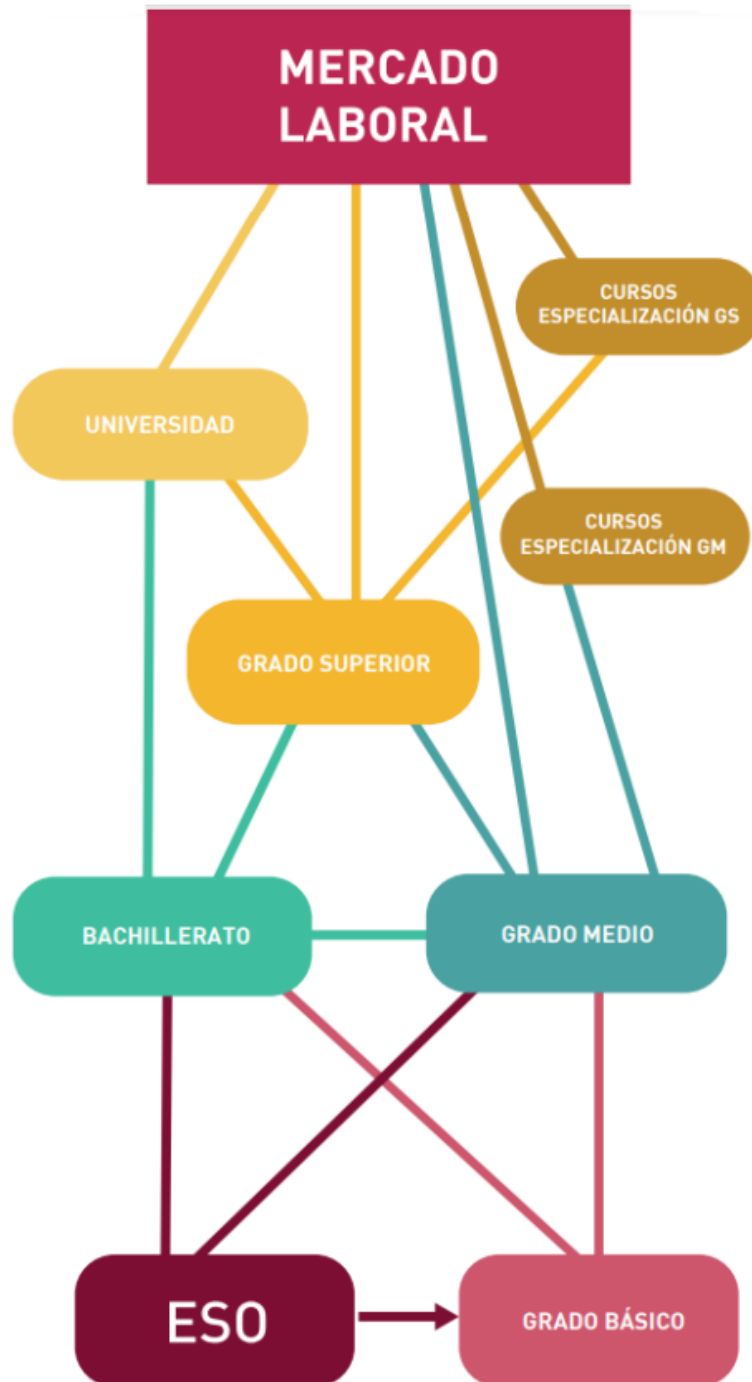 MERCADO
LABORAL
CURSOS
ESPECIALIZACIÓN GS
UNIVERSIDAD
CURSOS
ESPECIALIZACIÓN GM
GRADO SUPERIOR
BACHILLERATO
GRADO MEDIO
ESO
GRADO BÁSICO